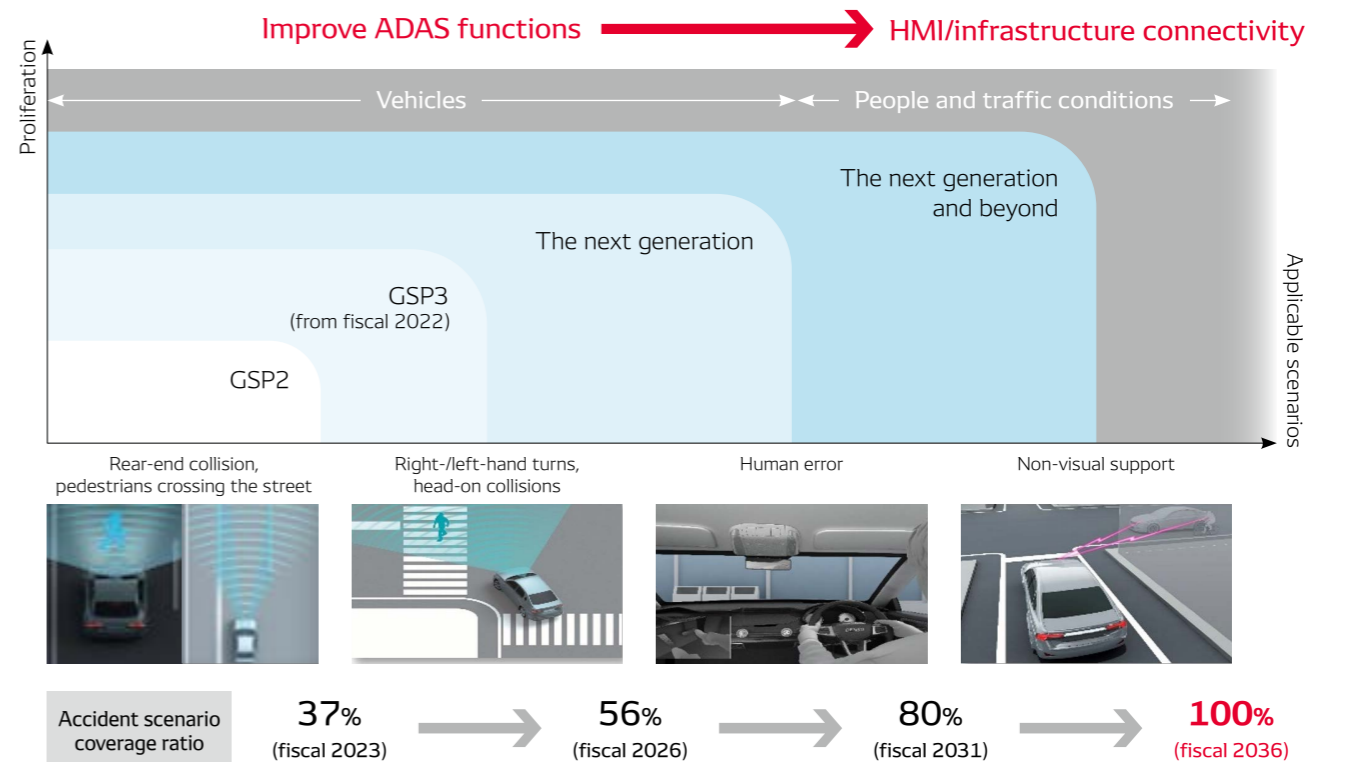 Improve ADAS functions
HMI/infrastructure connectivity
Proliferation
Vehicles
People and traffic conditions
The next generation
and beyond
The next generation
GSP3
(from fiscal 2022)
GSP2
Applicable scenarios
Rear-end collision,
pedestrians crossing the street
Right-/left-hand turns,
head-on collisions
Human error
Non-visual support
Accident scenario
coverage ratio
37%
(fiscal 2023)
56%
(fiscal 2026)
80%
(fiscal 2031)
100%
(fiscal 2036)